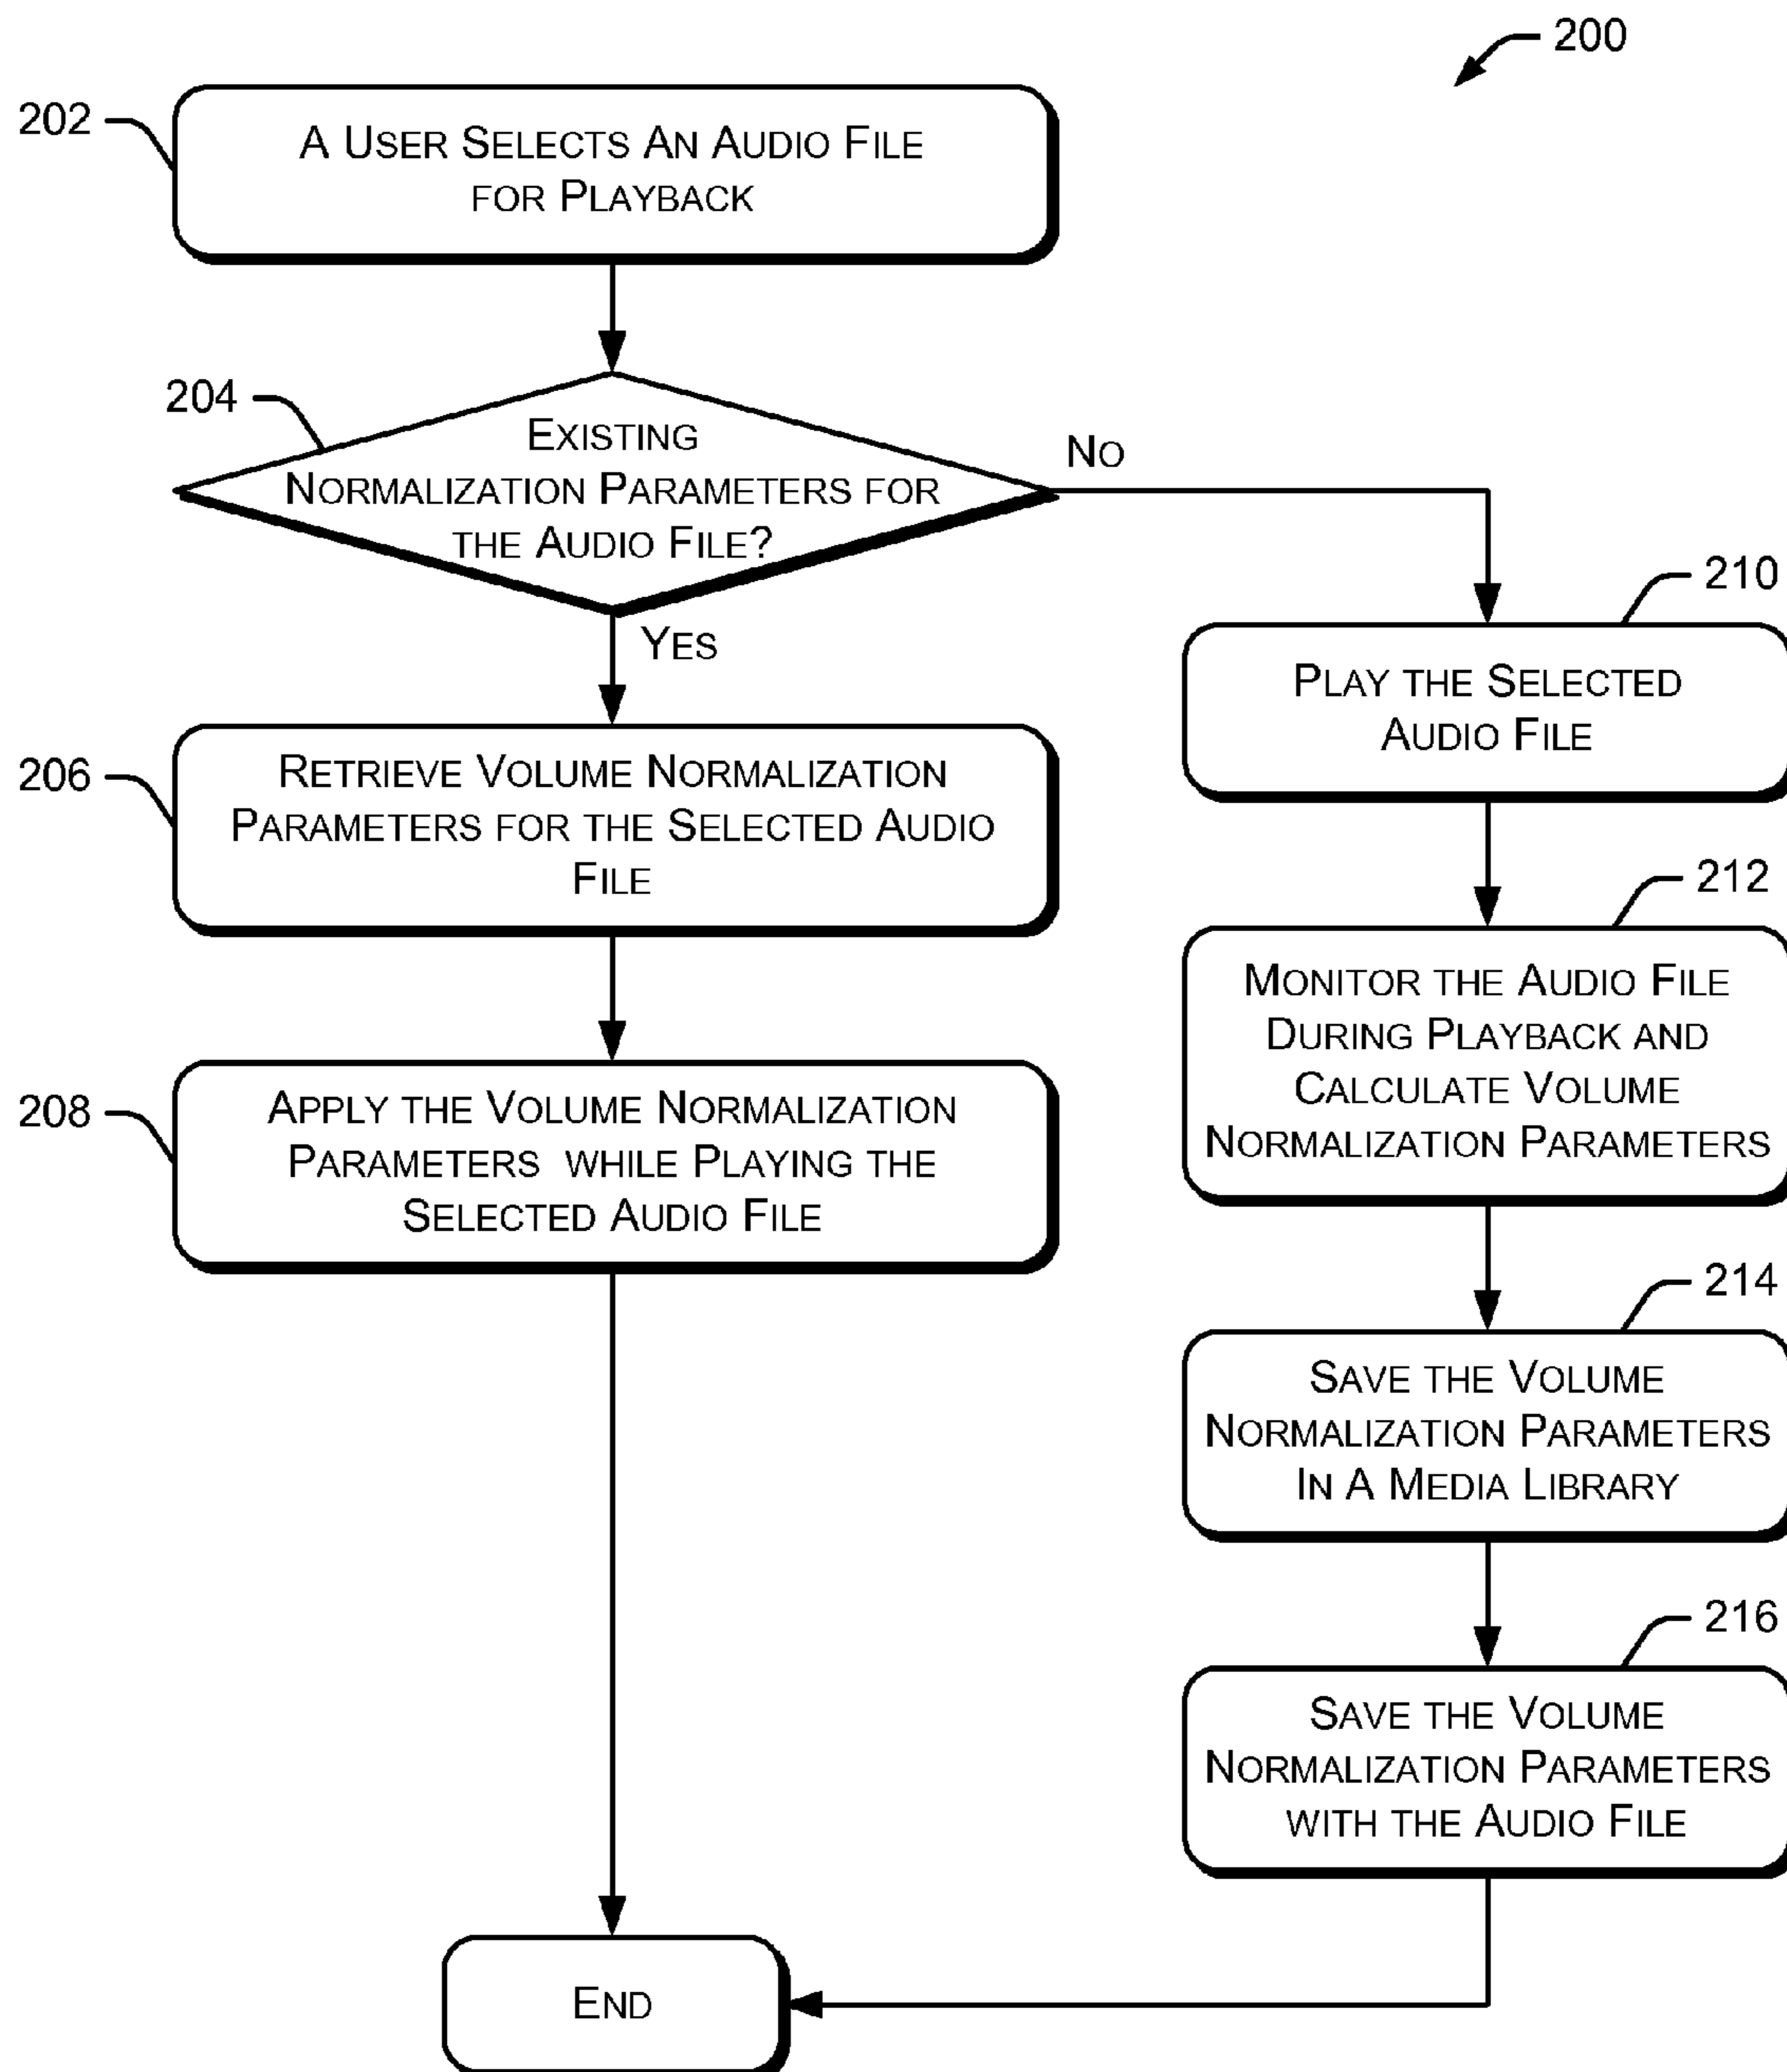 200
202
A USER SELECTS AN AUDIO FILE
FOR PLAYBACK
204
EXISTING
NORMALIZATION PARAMETERS FOR
THE AUDIO FILE?
NO
YES
206
RETRIEVE VOLUME NORMALIZATION
PARAMETERS FOR THE SELECTED AUDIO
FILE
208
APPLY THE VOLUME NORMALIZATION
PARAMETERS WHILE PLAYING THE
SELECTED AUDIO FILE
210
PLAY THE SELECTED
AUDIO FILE
212
MONITOR THE AUDIO FILE
DURING PLAYBACK AND
CALCULATE VOLUME
NORMALIZATION PARAMETERS
214
SAVE THE VOLUME
NORMALIZATION PARAMETERS
IN A MEDIA LIBRARY
216
SAVE THE VOLUME
NORMALIZATION PARAMETERS
WITH THE AUDIO FILE
END